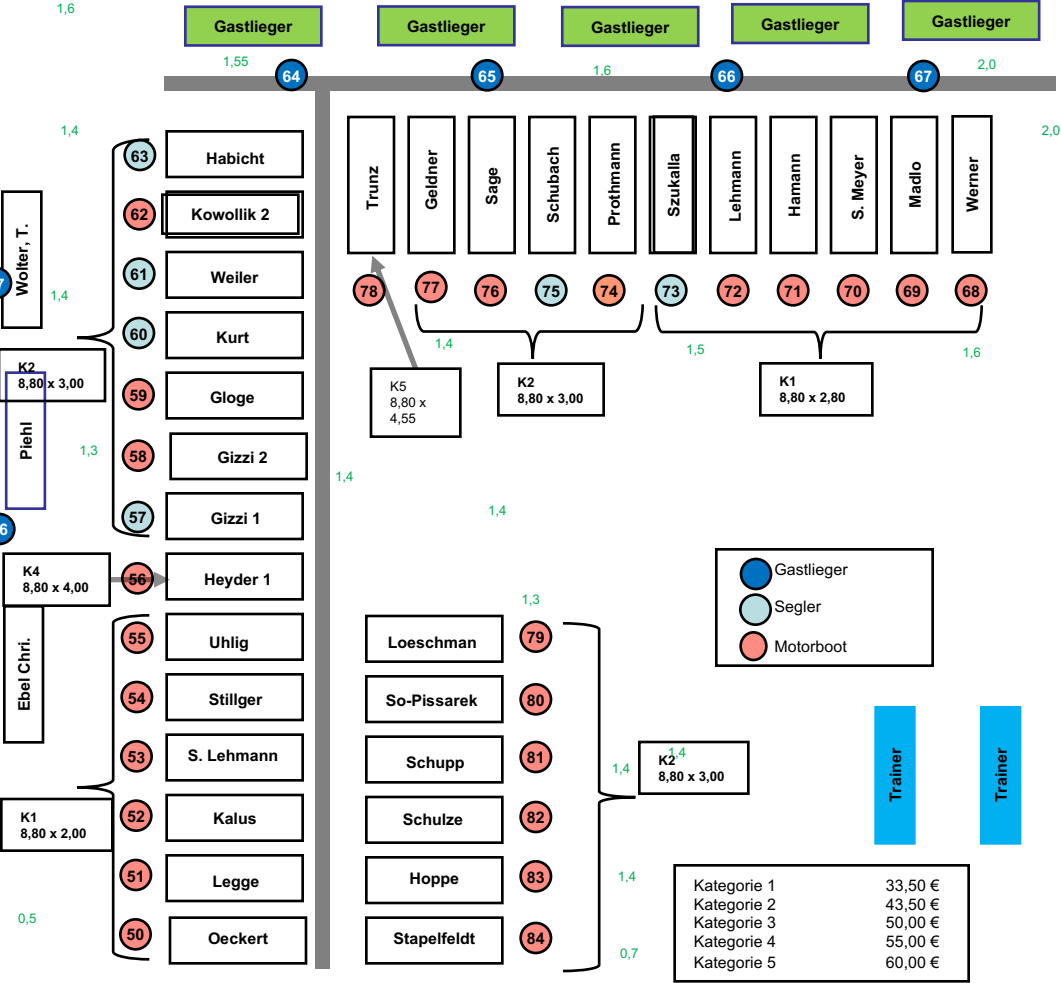 1,6
Gastlieger
Gastlieger
Gastlieger
Gastlieger
Gastlieger
1,55
64
65
1,6
66
67
2,0
1,4
2,0
63
Habicht
62
Kowollik 2
61
Weiler
60
Kurt
59
Gloge
58
Gizzi 2
57
Gizzi 1
56
Heyder 1
55
Uhlig
54
Stillger
53
S. Lehmann
52
Kalus
51
Legge
50
Oeckert
Wolter, T.
7
1,4
K2
8,80 x 3,00
Piehl
1,3
6
K4
8,80 x 4,00
Ebel Chri.
K1
8,80 x 2,00
0,5
Trunz
Geldner
Sage
Schubach
Prothmann
Szukalla
Lehmann
Hamann
S. Meyer
Madlo
Werner
78
77
76
75
74
73
72
71
70
69
68
1,4
1,5
1,6
K5
8,80 x
4,55
K2
8,80 x 3,00
K1
8,80 x 2,80
1,4
1,4
1,3
Gastlieger
Segler
Motorboot
Loeschman
79
So-Pissarek
80
Schupp
81
Schulze
82
Hoppe
83
Stapelfeldt
84
1,4
1,4
K2
8,80 x 3,00
1,4
0,7
Trainer
Trainer
Kategorie 1 33,50 €
Kategorie 2 43,50 €
Kategorie 3 50,00 €
Kategorie 4 55,00 €
Kategorie 5 60,00 €